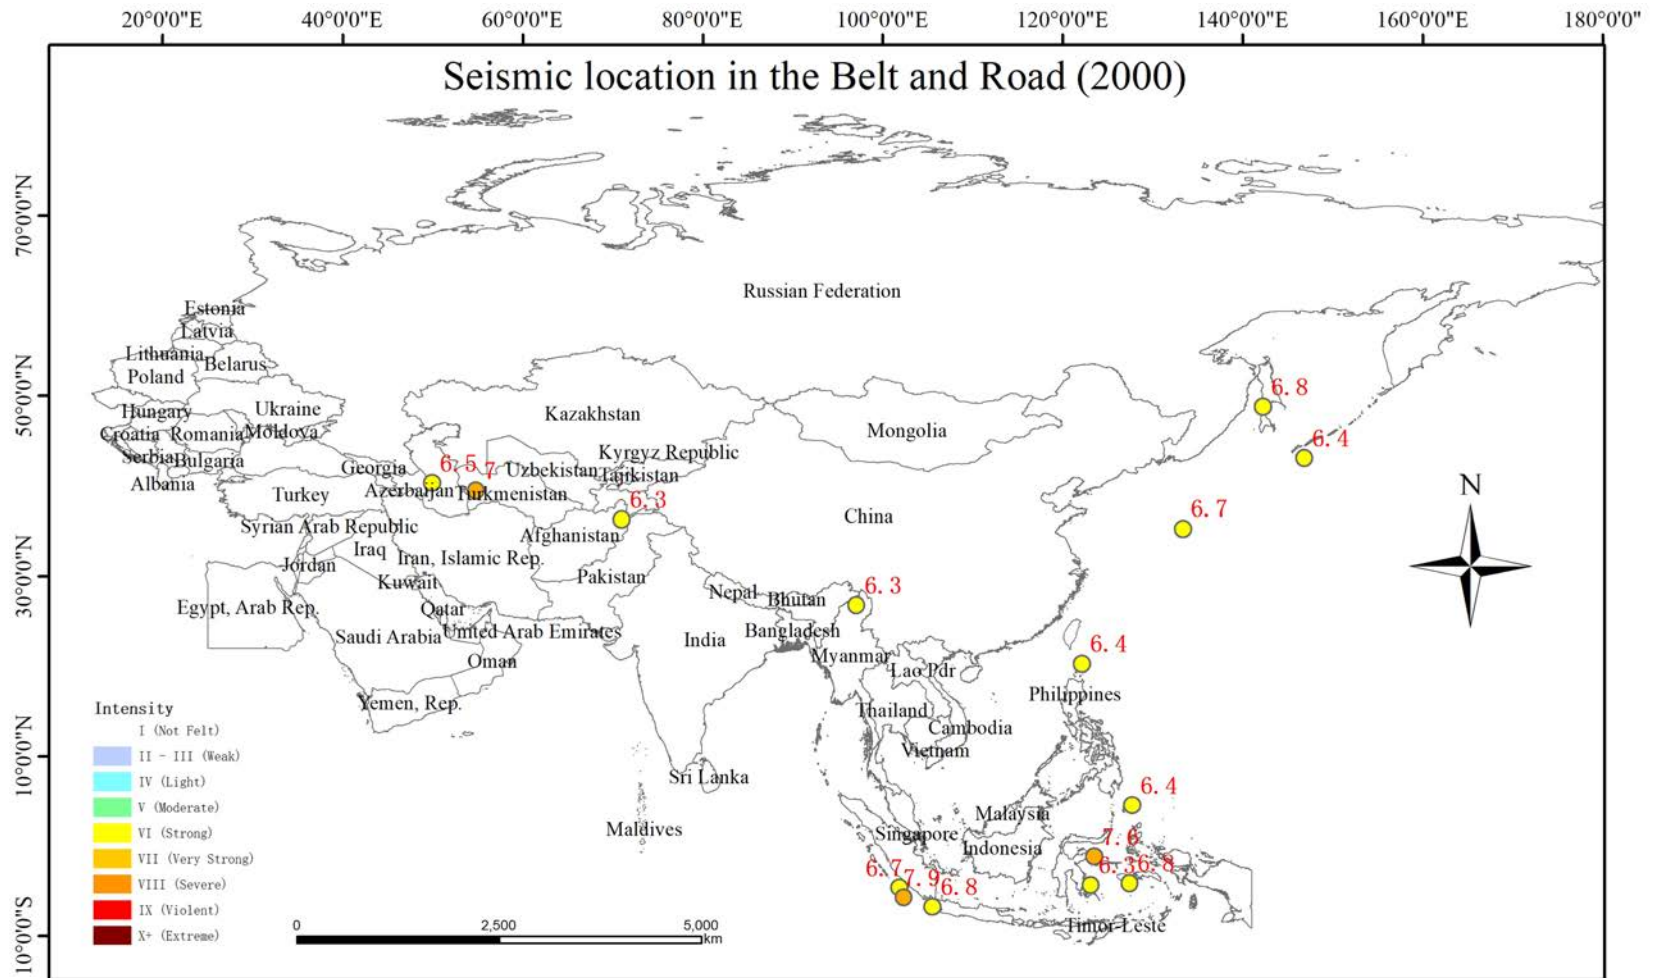 20°0'0"E 40°0'0"E 60°0'0"E 80°0'0"E 100°0'0"E 120°0'0"E 140°0'0"E 160°0'0"E 180°0'0"
Seismic location in the Belt and Road (2000)
70°0'0"N
50°0'0"N
30°0'0"N
10°0'0"N
10°0'0"S
Russian Federation
Estonia
Latvia
Lithuania
Belarus
Poland
Hungary
Ukraine
Kazakhstan
6.8
Croatia
Romania
Moldova
Mongolia
6.4
Serbia
Bulgaria
Georgia
6.5
7
Uzbekistan
Kyrgyz Republic
Tajikistan
Albania
Turkey
Azerbaijan
Turkmenistan
6.3
6.7
Syrian Arab Republic
Afghanistan
China
N
Iraq
Iran, Islamic Rep.
Jordan
Kuwait
Pakistan
Nepal
Bhutan
6.3
Egypt, Arab Rep.
Qatar
Saudi Arabia
United Arab Emirates
India
Bangladesh
Myanmar
6.4
Oman
Lao Pdr
Yemen, Rep.
Philippines
Thailand
Cambodia
Vietnam
Sri Lanka
6.4
Maldives
Malaysia
Singapore
Indonesia
7.6
6.3
6.8
6.7
7.9
6.8
Timor-Leste
Intensity
I (Not Felt)
II - III (Weak)
IV (Light)
V (Moderate)
VI (Strong)
VII (Very Strong)
VIII (Severe)
IX (Violent)
X+ (Extreme)
0 2,500 5,000
km